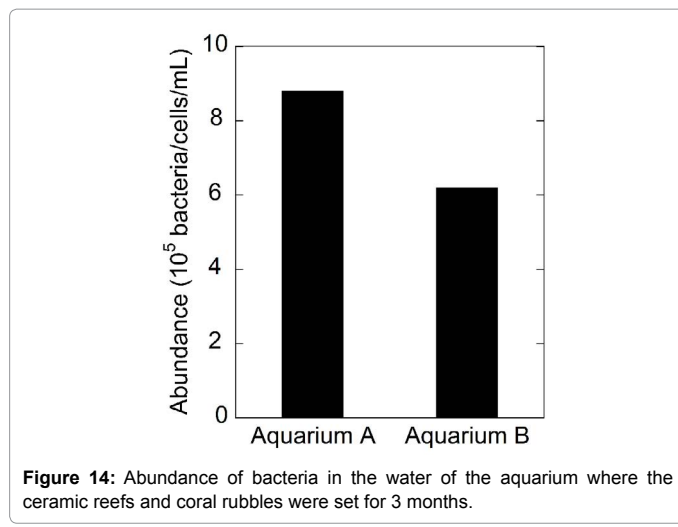 10
8
6
4
2
0
Abundance (10⁵ bacteria/cells/mL)
Aquarium A Aquarium B
Figure 14: Abundance of bacteria in the water of the aquarium where the
ceramic reefs and coral rubbles were set for 3 months.